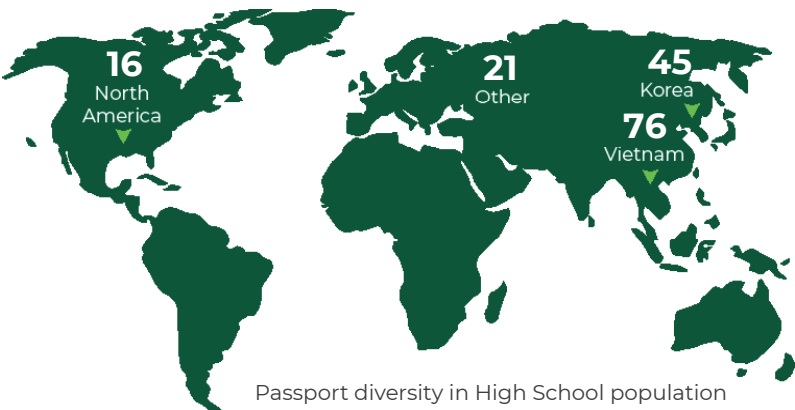 16
North
America
21
Other
45
Korea
76
Vietnam
Passport diversity in High School population